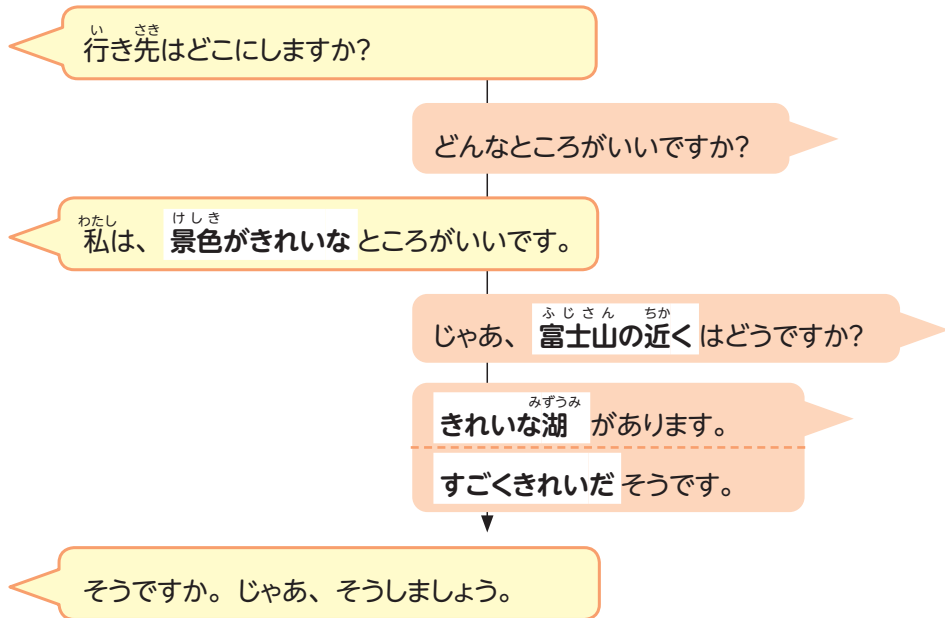 行き先はどこにしますか?
どんなところがいいですか?
私は、景色がきれいなところがいいです。
じゃあ、富士山の近くはどうですか?
きれいな湖があります。
すごくきれいだそうです。
そうですか。じゃあ、そうしましょう。